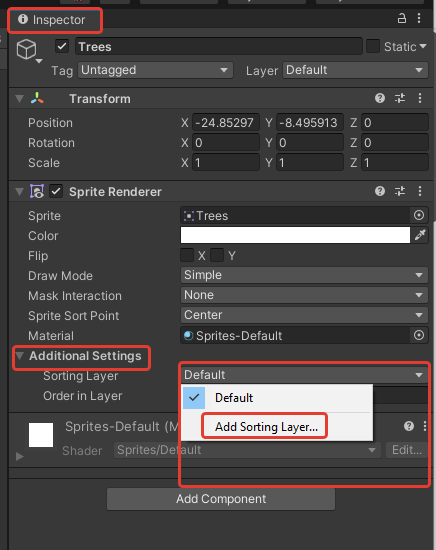 Inspector
Trees Static
Tag Untagged Layer Default
Transform
Position X -24.85297 Y -8.495913 Z 0
Rotation X 0 Y 0 Z 0
Scale X 1 Y 1 Z 1
Sprite Renderer
Sprite Trees
Color
Flip X Y
Draw Mode Simple
Mask Interaction None
Sprite Sort Point Center
Material Sprites-Default
Additional Settings
Sorting Layer Default
Default
Order in Layer
Add Sorting Layer...
Sprites-Default (M
Shader Sprites/Default Edit...
Add Component